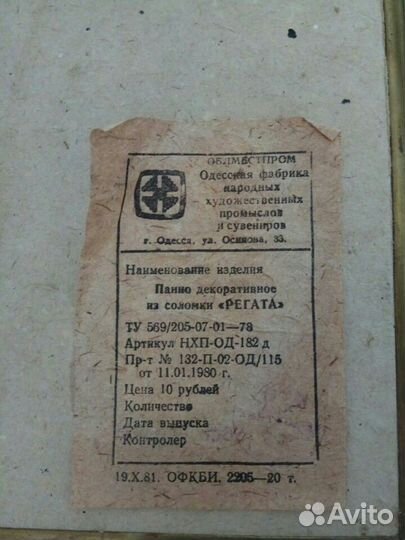 ОБЛМЕСТПРОМ
Одесская фабрика
народных
художественных
промыслов
и сувениров
г. Одесса, ул. Осипова, 33.
Наименование изделия
Панно декоративное
из соломки «РЕГАТА»
ТУ 569/205-07-01—78
Артикул НХП-ОД-182 д
Пр-т № 132-П-02-ОД/115
от 11.01.1980 г.
Цена 10 рублей
Количество
Дата выпуска
Контролер
19.X.81. ОФКБИ. 2205—20 т.
Avito